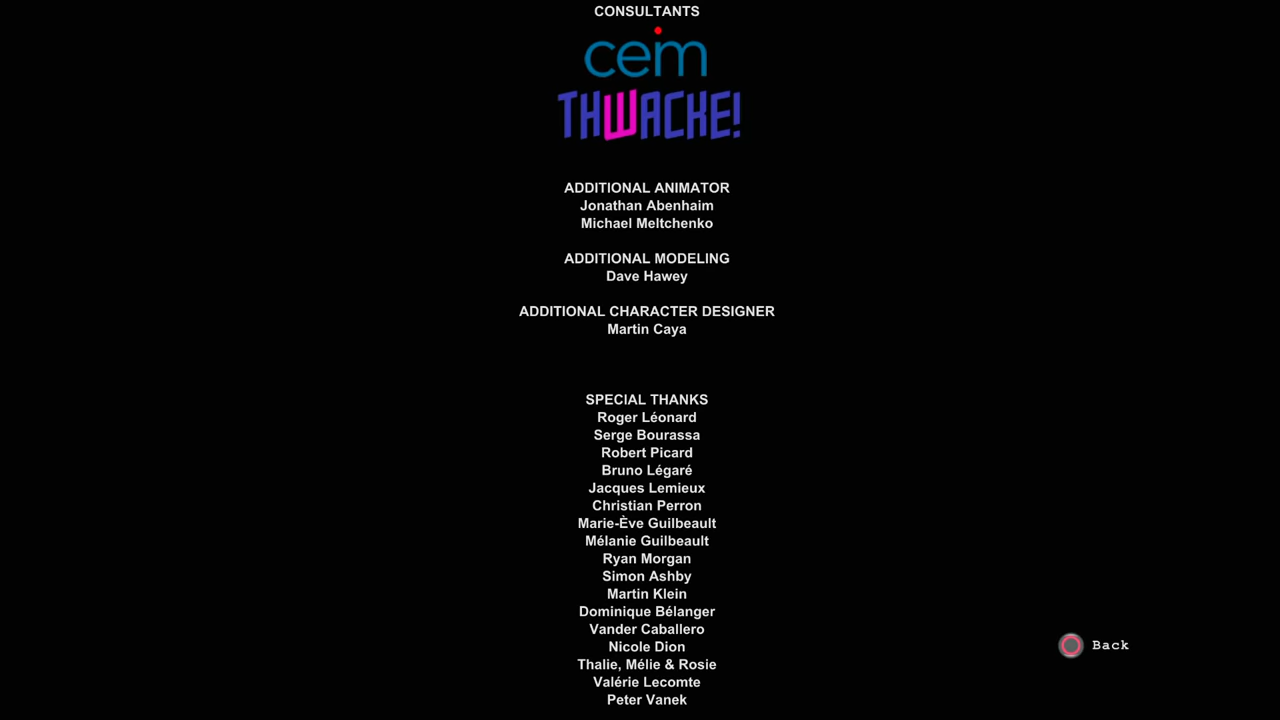 CONSULTANTS
ceim
THWACKE!
ADDITIONAL ANIMATOR
Jonathan Abenhaim
Michael Meltchenko
ADDITIONAL MODELING
Dave Hawey
ADDITIONAL CHARACTER DESIGNER
Martin Caya
SPECIAL THANKS
Roger Léonard
Serge Bourassa
Robert Picard
Bruno Légaré
Jacques Lemieux
Christian Perron
Marie-Ève Guilbeault
Mélanie Guilbeault
Ryan Morgan
Simon Ashby
Martin Klein
Dominique Bélanger
Vander Caballero
Nicole Dion
Thalie, Mélie & Rosie
Valérie Lecomte
Peter Vanek
Back